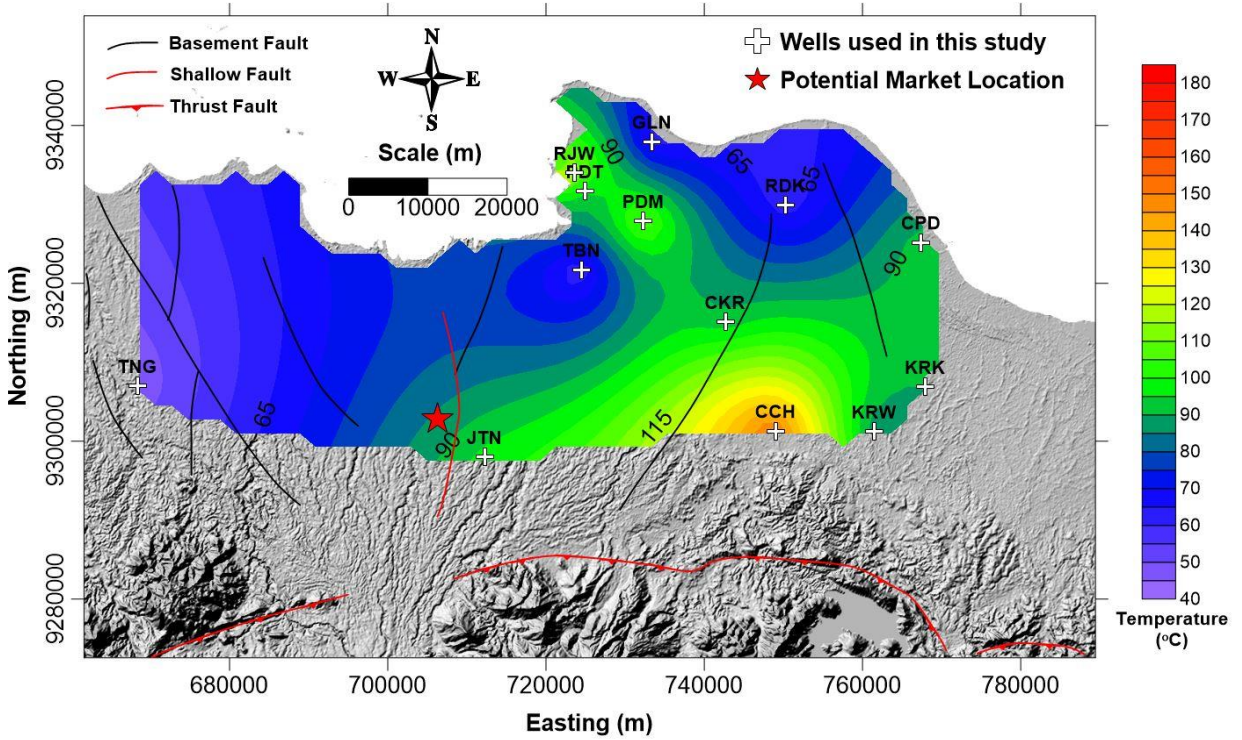 Basement Fault
Shallow Fault
Thrust Fault
N
W E
S
Scale (m)
0 10000 20000
Wells used in this study
Potential Market Location
Northing (m)
9340000
9320000
9300000
9280000
680000 700000 720000 740000 760000 780000
Easting (m)
GLN
RJW
PDM
TBN
RDK
CPD
CKR
TNG
KRK
CCH
KRW
JTN
90
65
65
90
65
90
115
180
170
160
150
140
130
120
110
100
90
80
70
60
50
40
Temperature
(°C)